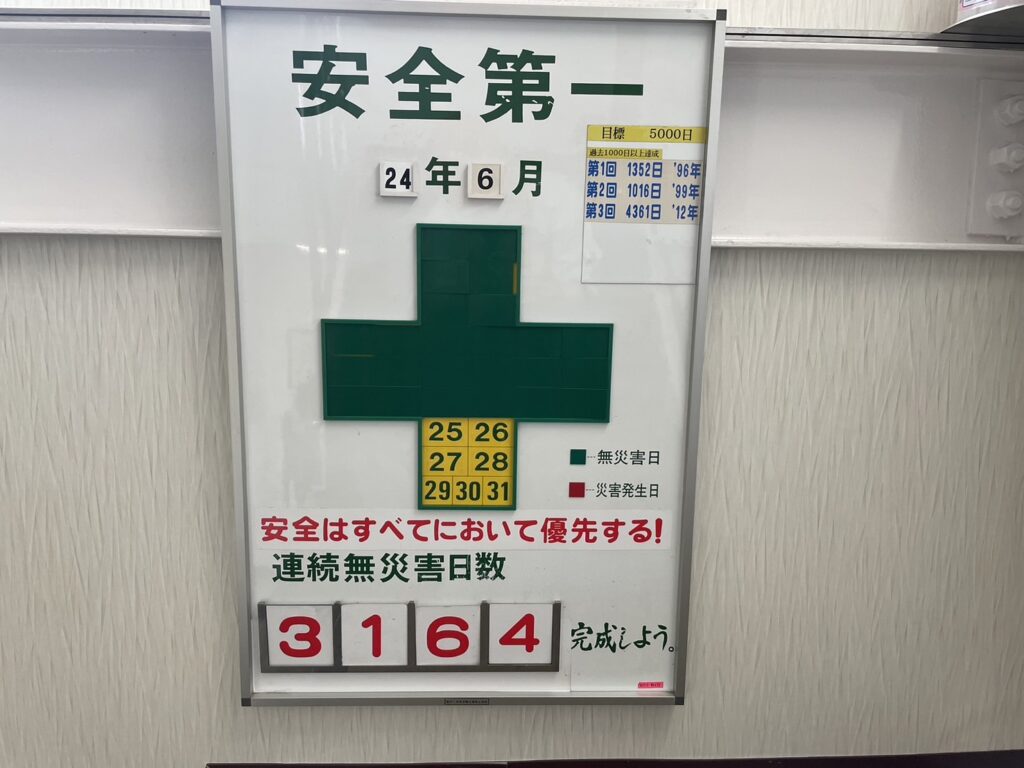 安全第一
24年6月
目標 5000日
過去1000日以上達成
第1回 1352日 '96年
第2回 1016日 '99年
第3回 4361日 '12年
25 26
27 28
29 30 31
無災害日
災害発生日
安全はすべてにおいて優先する!
連続無災害日数
3164 完成しよう。